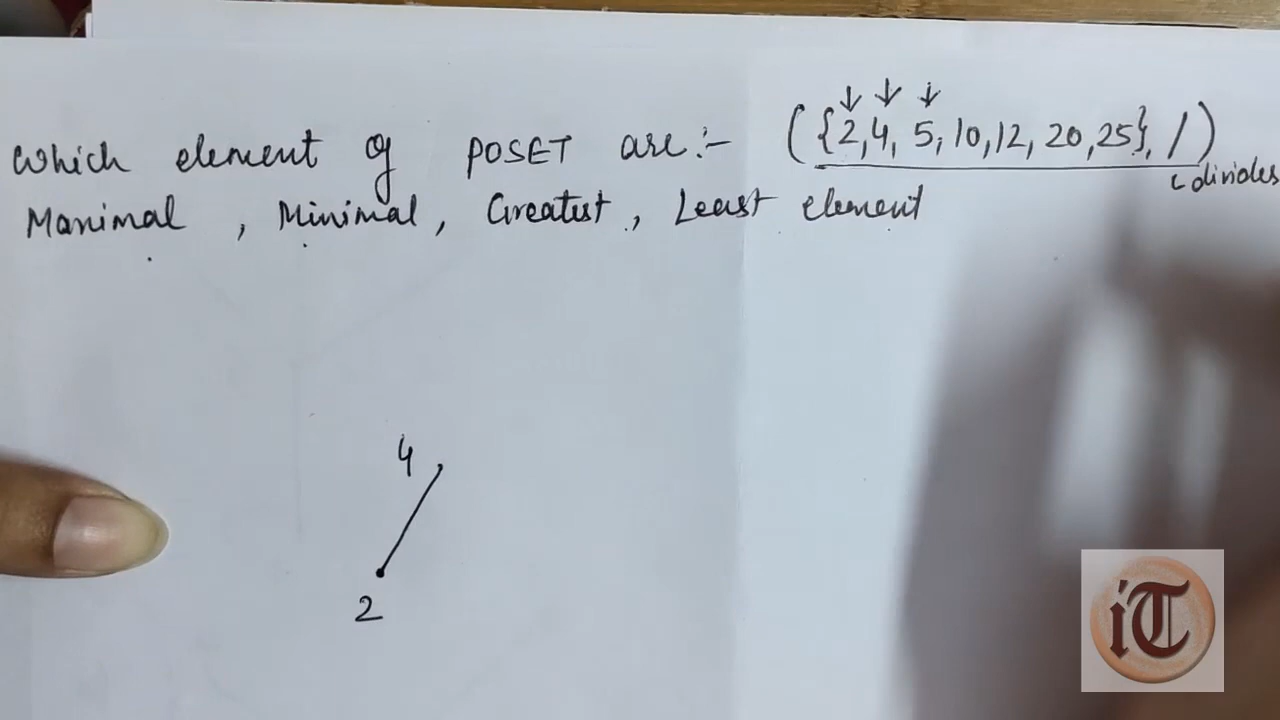 which element of POSET are:- ({2,4, 5, 10, 12, 20, 25}, /)
divides
Maximal , Minimal, Greatest, Least element
4
2
iT